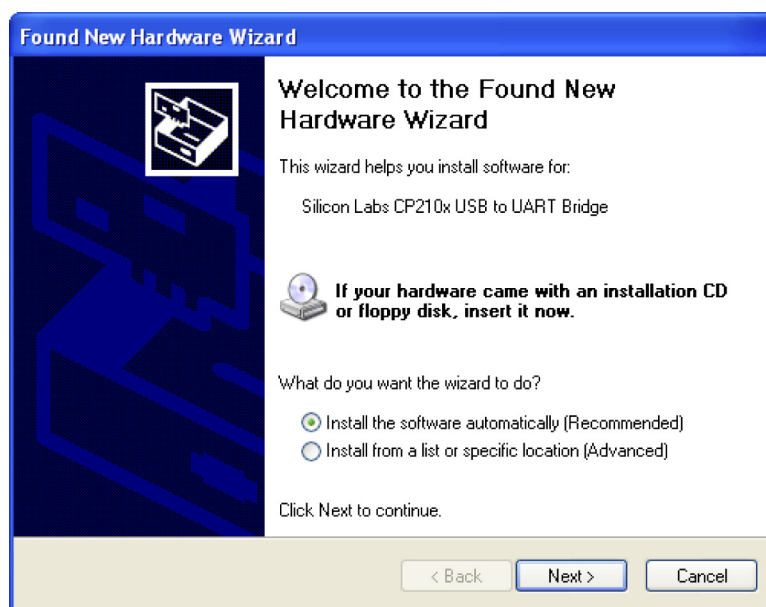 Found New Hardware Wizard
Welcome to the Found New
Hardware Wizard
This wizard helps you install software for:
Silicon Labs CP210x USB to UART Bridge
If your hardware came with an installation CD
or floppy disk, insert it now.
What do you want the wizard to do?
Install the software automatically (Recommended)
Install from a list or specific location (Advanced)
Click Next to continue.
< Back Next > Cancel